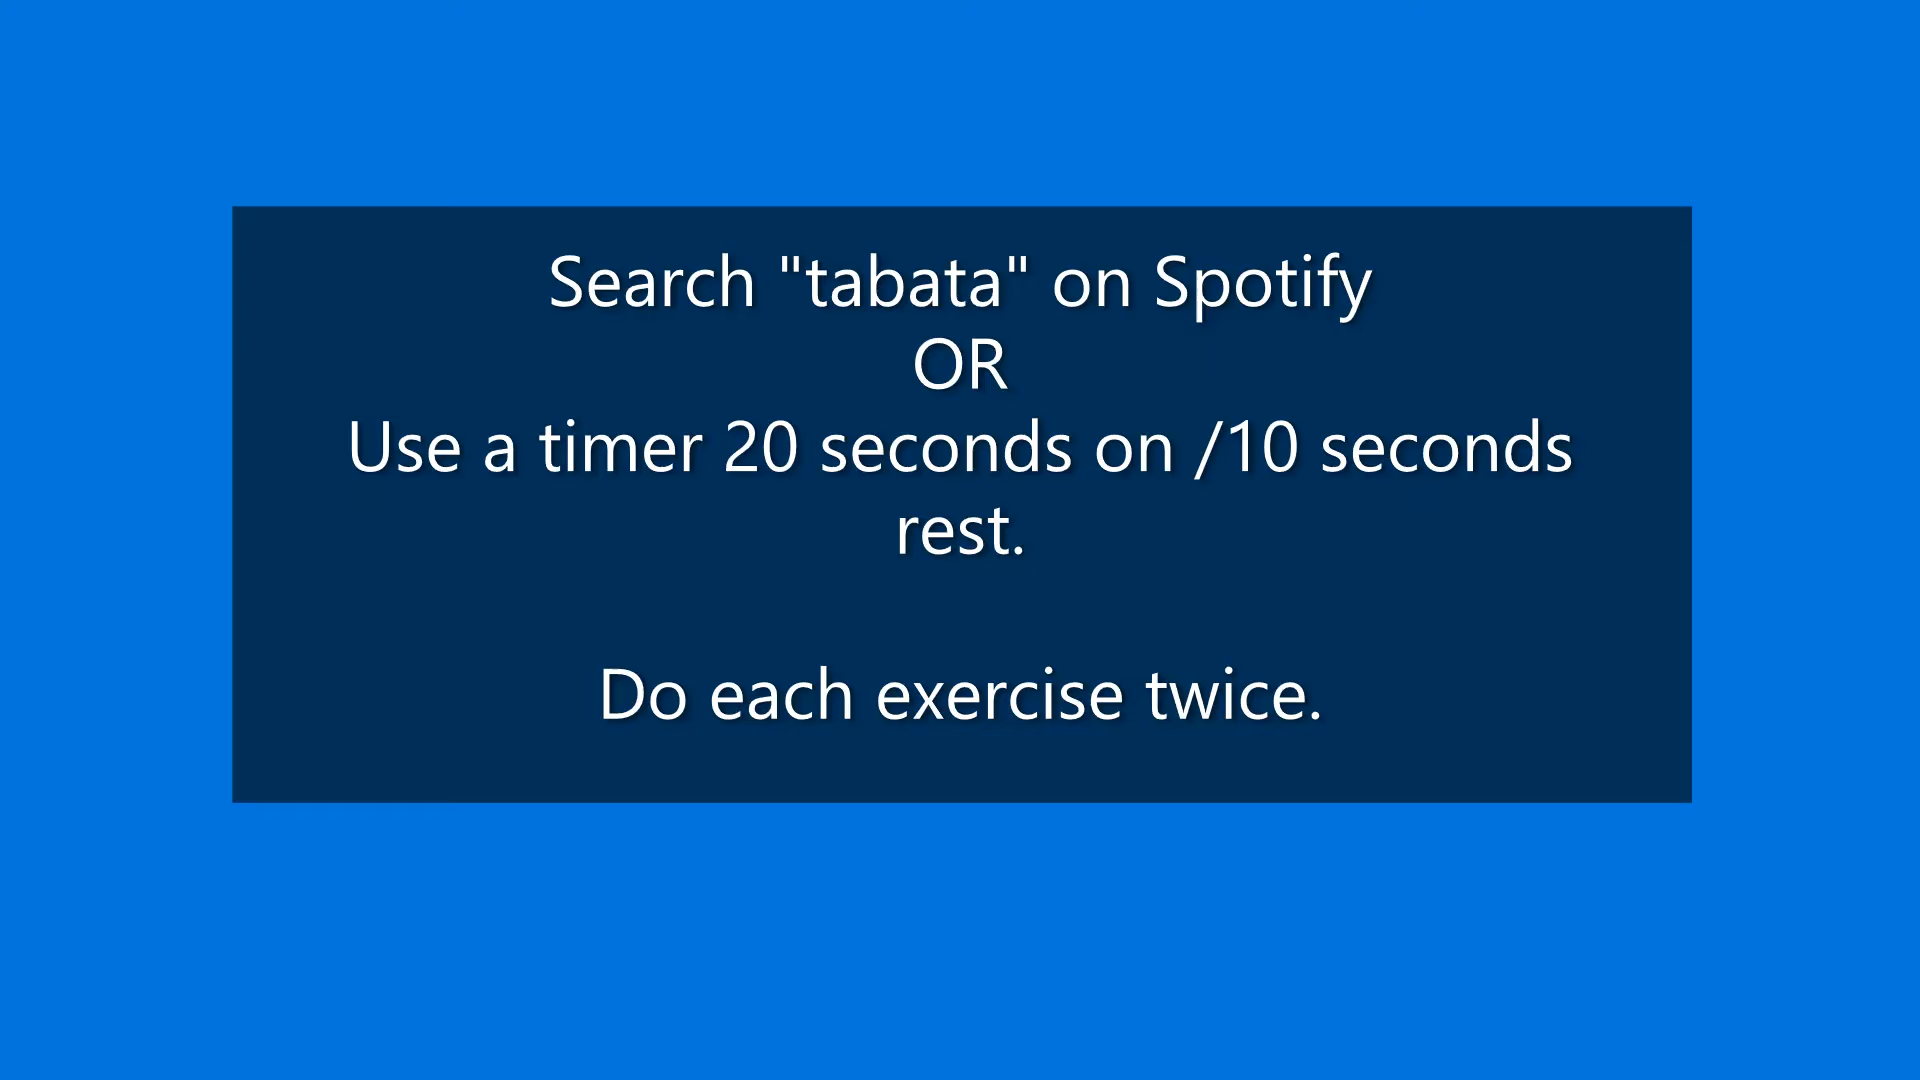 Search "tabata" on Spotify
OR
Use a timer 20 seconds on /10 seconds
rest.
Do each exercise twice.